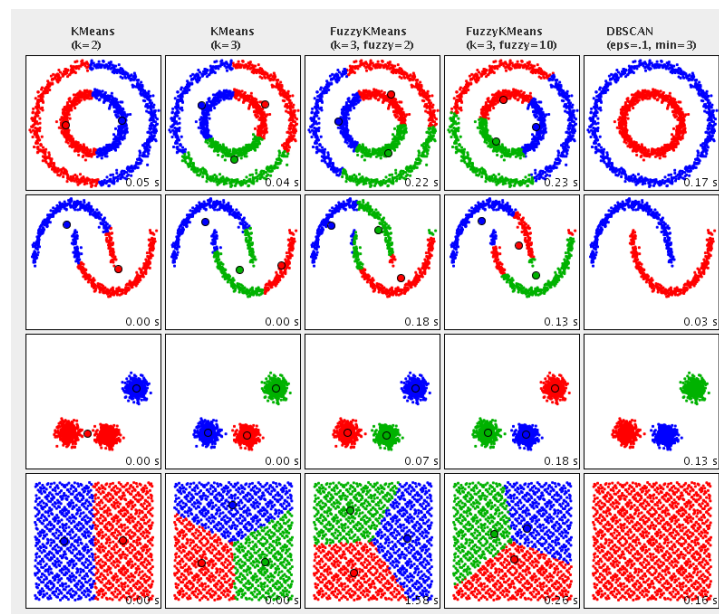 KMeans KMeans FuzzyKMeans FuzzyKMeans DBSCAN
(k=2) (k=3) (k=3, fuzzy=2) (k=3, fuzzy=10) (eps=.1, min=3)
0.05 s 0.04 s 0.22 s 0.23 s 0.17 s
0.00 s 0.00 s 0.18 s 0.13 s 0.03 s
0.00 s 0.00 s 0.07 s 0.18 s 0.13 s
0.00 s 0.00 s 1.58 s 0.26 s 0.16 s